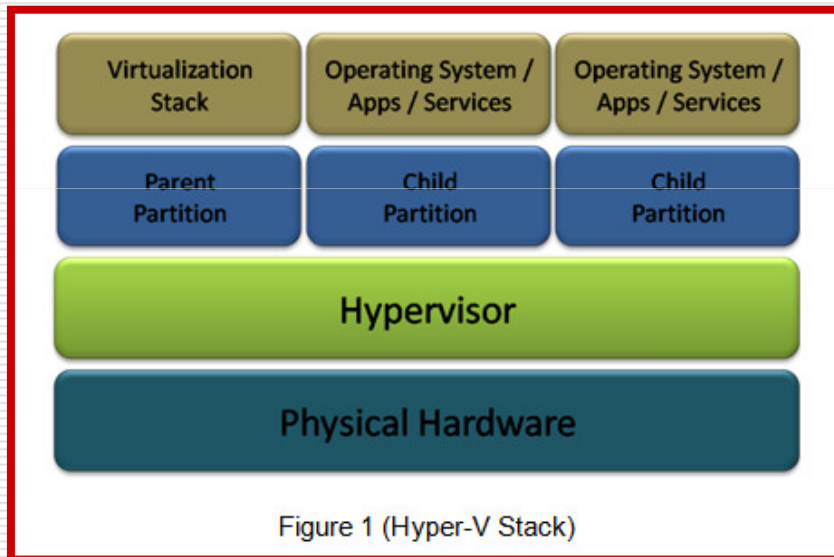 Virtualization
Stack
Operating System /
Apps / Services
Operating System /
Apps / Services
Parent
Partition
Child
Partition
Child
Partition
Hypervisor
Physical Hardware
Figure 1 (Hyper-V Stack)